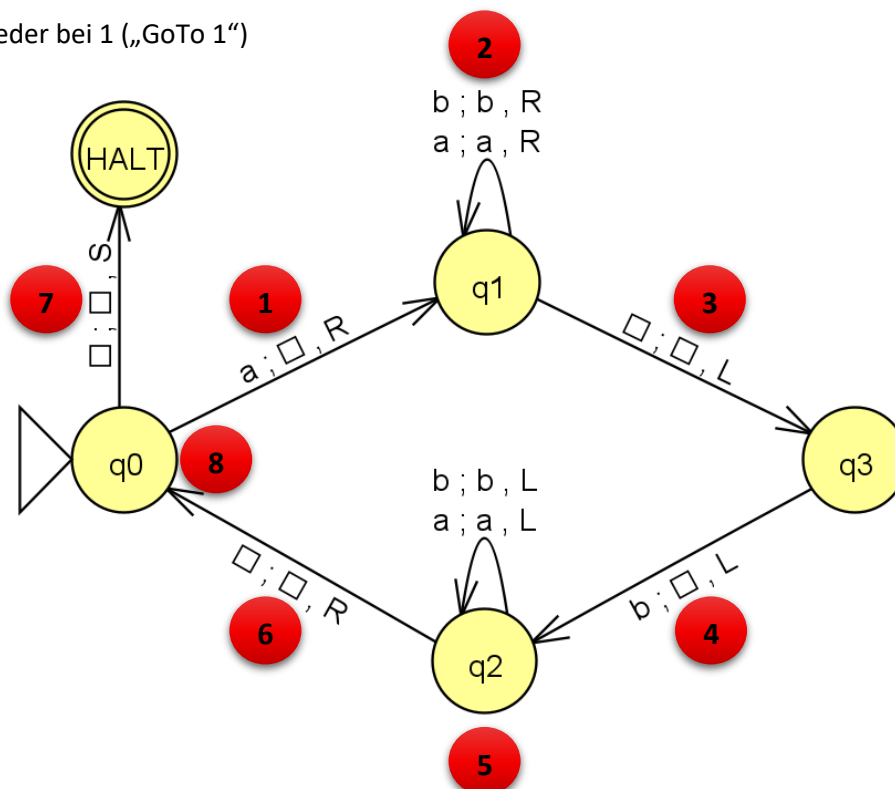 eder bei 1 („GoTo 1“)
2
b ; b , R
a ; a , R
HALT
□ ; □ , S
7
1
q1
3
a ; □ , R
□ ; □ , L
q0
8
q3
b ; b , L
a ; a , L
□ ; □ , R
b ; □ , L
6
4
q2
5